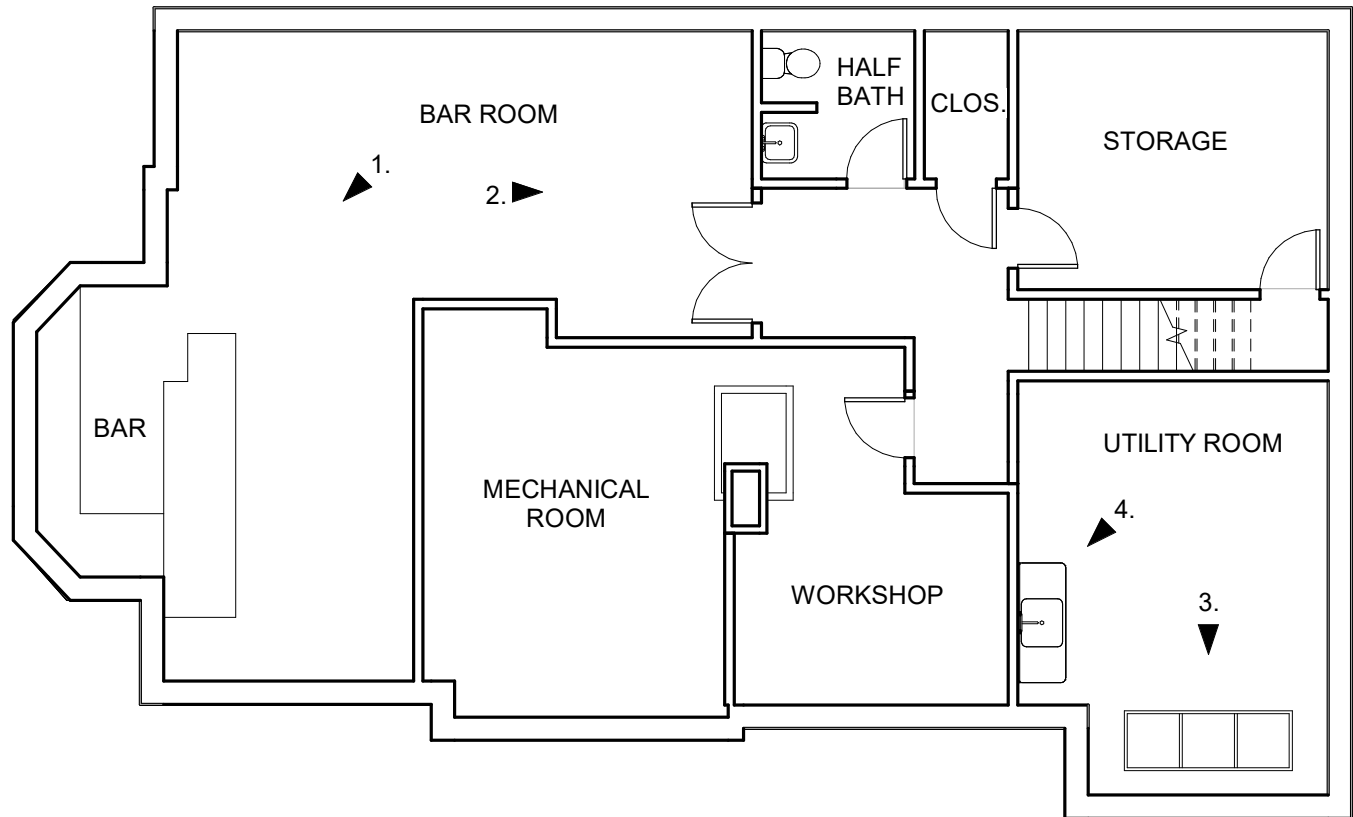 HALF
BATH
CLOS.
BAR ROOM
STORAGE
1.
2.
BAR
UTILITY ROOM
MECHANICAL
ROOM
4.
WORKSHOP
3.